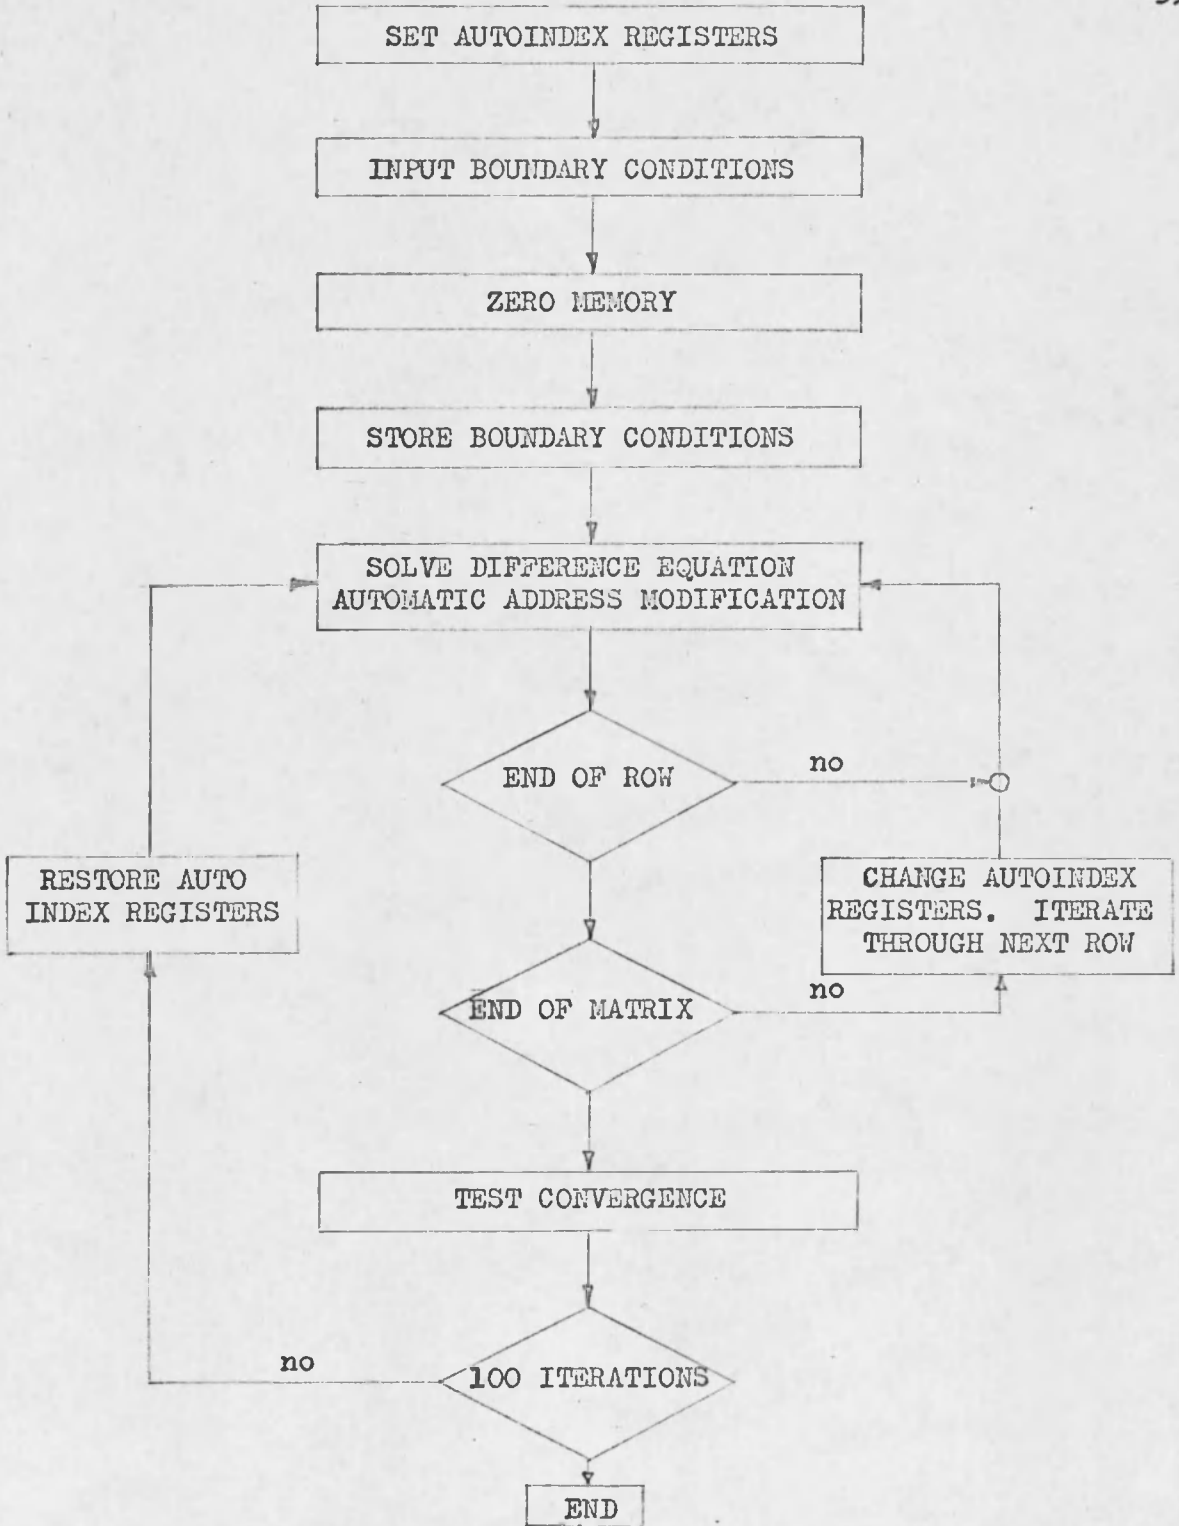 SET AUTOINDEX REGISTERS
INPUT BOUNDARY CONDITIONS
ZERO MEMORY
STORE BOUNDARY CONDITIONS
SOLVE DIFFERENCE EQUATION
AUTOMATIC ADDRESS MODIFICATION
END OF ROW
no
RESTORE AUTO
INDEX REGISTERS
CHANGE AUTOINDEX
REGISTERS. ITERATE
THROUGH NEXT ROW
END OF MATRIX
no
TEST CONVERGENCE
no
100 ITERATIONS
END